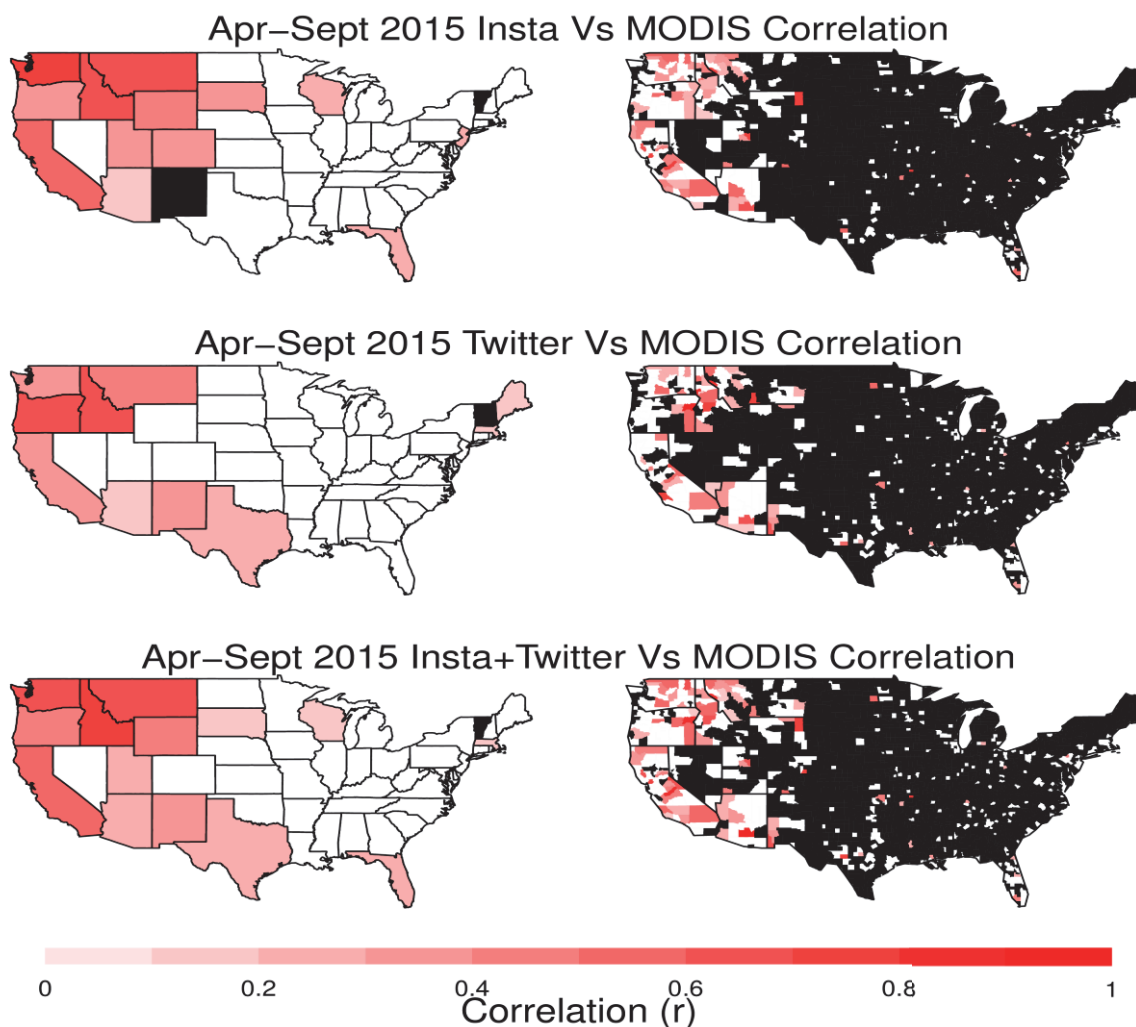 Apr−Sept 2015 Insta Vs MODIS Correlation
Apr−Sept 2015 Twitter Vs MODIS Correlation
Apr−Sept 2015 Insta+Twitter Vs MODIS Correlation
0 0.2 0.4 0.6 0.8 1
Correlation (r)